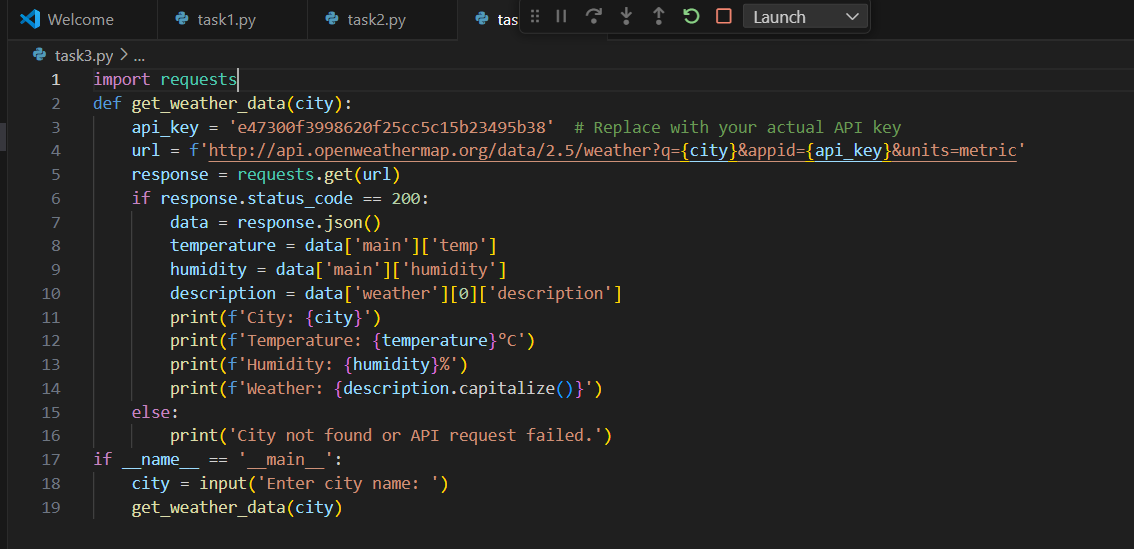 Welcome
task1.py
task2.py
tas
Launch
task3.py > ...
1 import requests
2 def get_weather_data(city):
3     api_key = 'e47300f3998620f25cc5c15b23495b38'  # Replace with your actual API key
4     url = f'http://api.openweathermap.org/data/2.5/weather?q={city}&appid={api_key}&units=metric'
5     response = requests.get(url)
6     if response.status_code == 200:
7         data = response.json()
8         temperature = data['main']['temp']
9         humidity = data['main']['humidity']
10         description = data['weather'][0]['description']
11         print(f'City: {city}')
12         print(f'Temperature: {temperature}°C')
13         print(f'Humidity: {humidity}%')
14         print(f'Weather: {description.capitalize()}')
15     else:
16         print('City not found or API request failed.')
17 if __name__ == '__main__':
18     city = input('Enter city name: ')
19     get_weather_data(city)